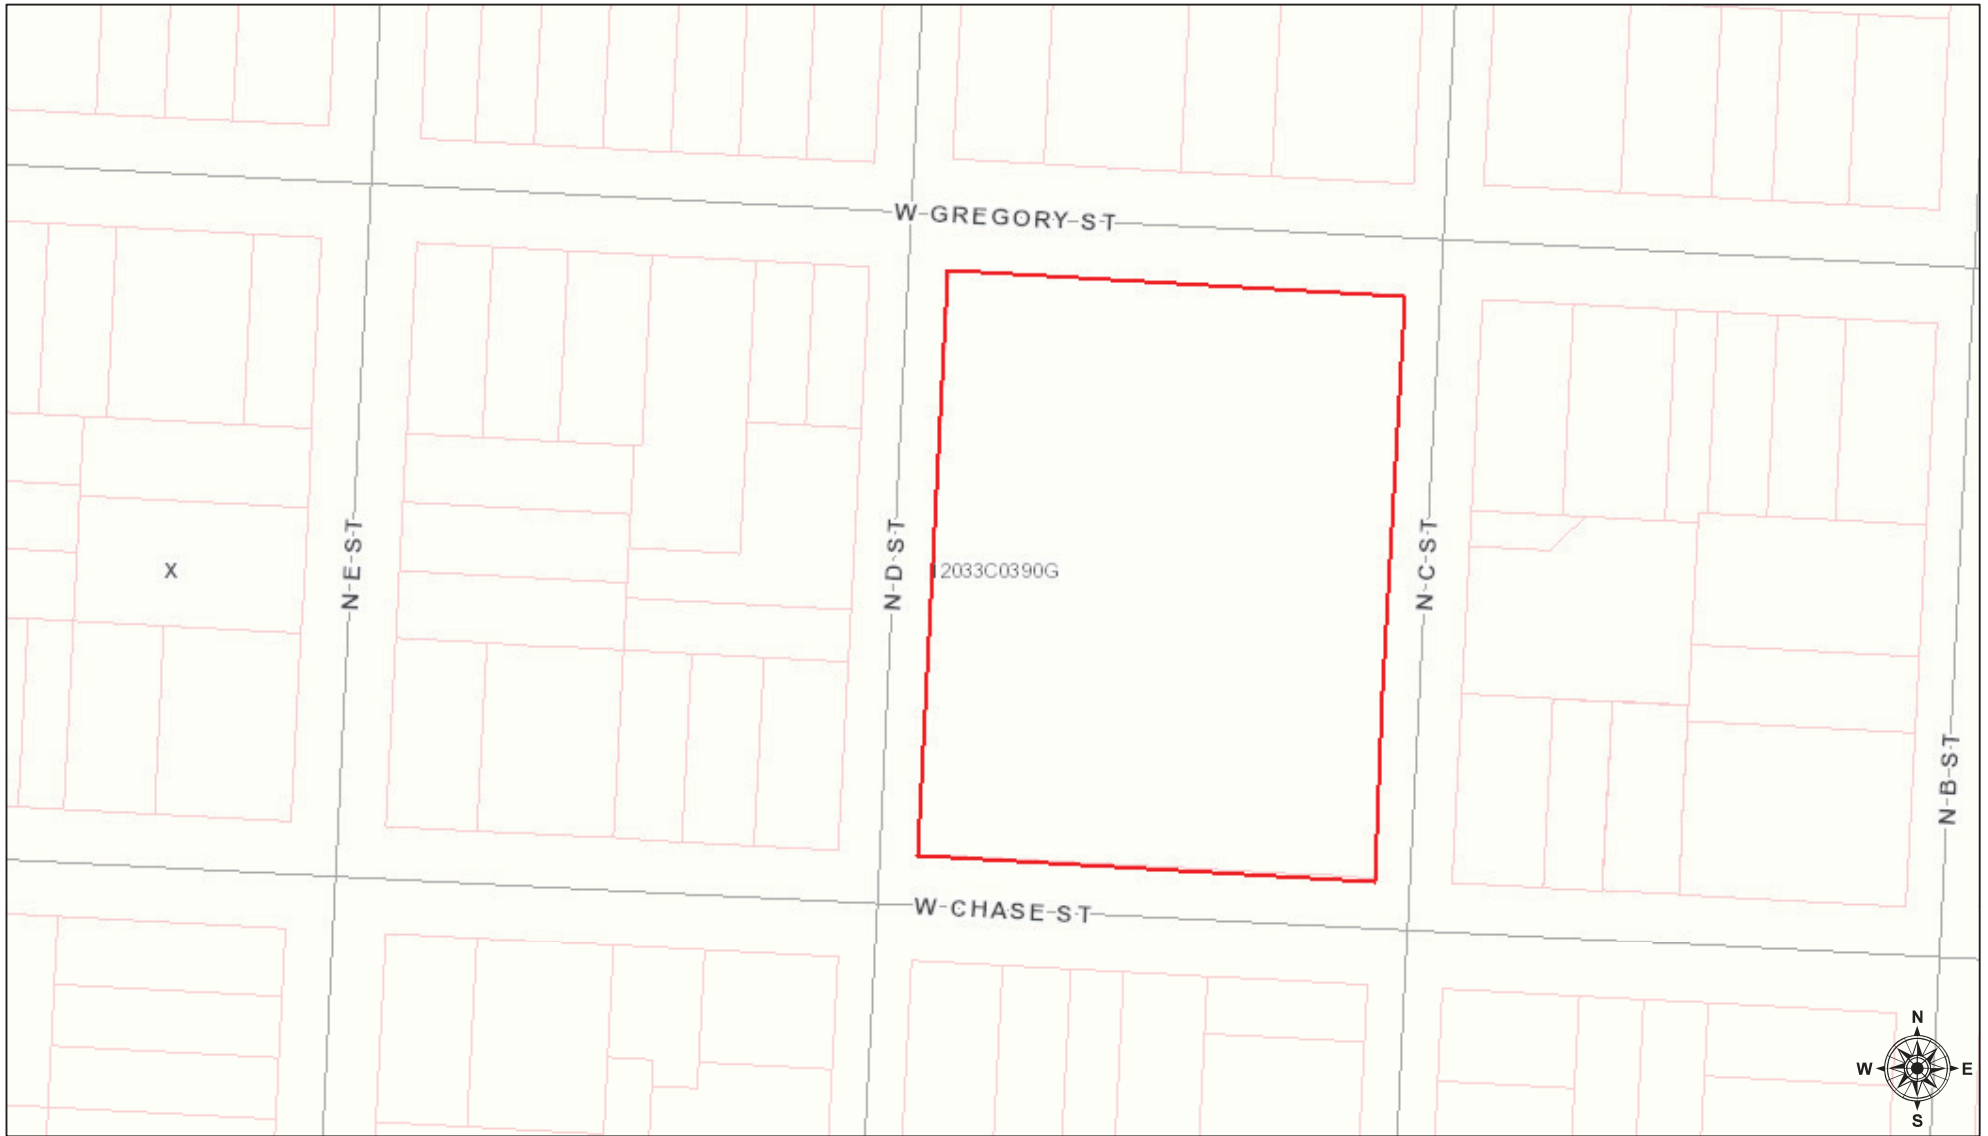 W GREGORY ST
N E ST
N D ST
N C ST
X
12033C0390G
N B ST
W CHASE ST
N
W E
S